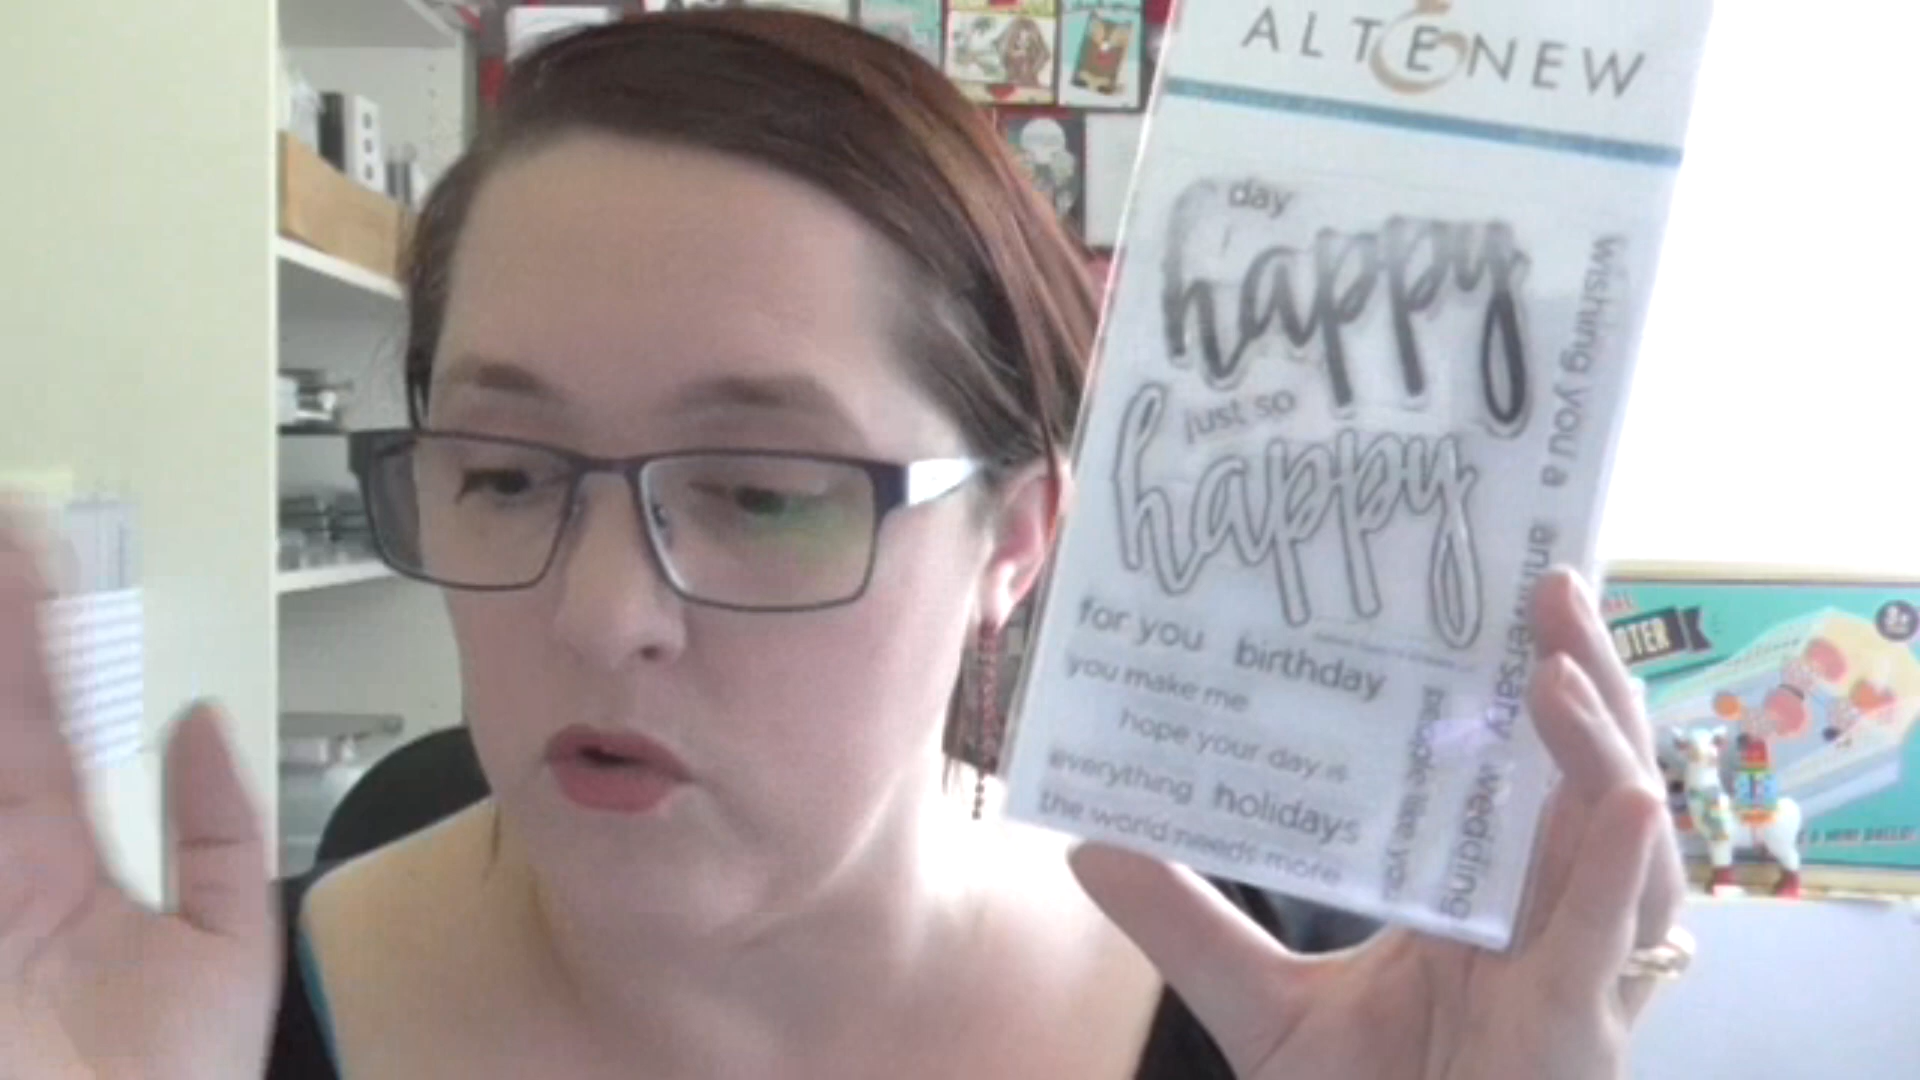 ALTENEW
day
happy
just so
happy
for you birthday
you make me
hope your day is
everything holidays
the world needs more
wishing you a
anniversary
wedding
people like you
OTER